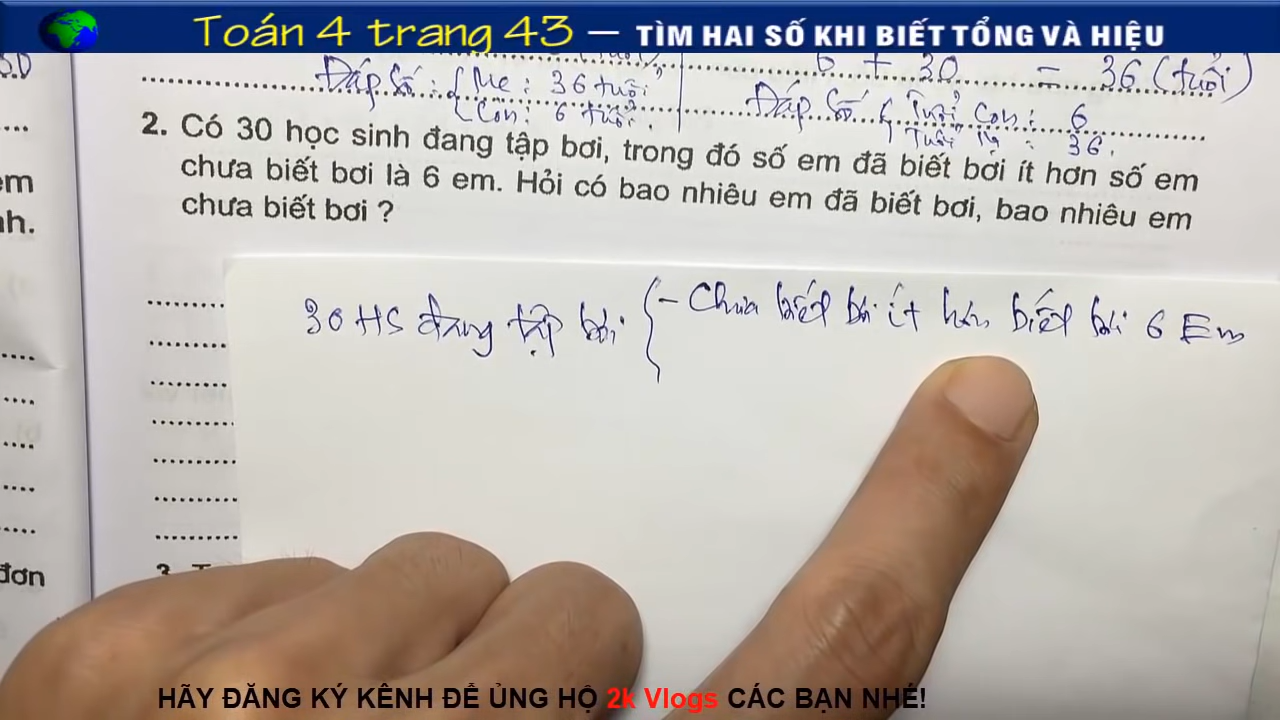 Toán 4 trang 43 — TÌM HAI SỐ KHI BIẾT TỔNG VÀ HIỆU
6 + 30 = 36 (tuổi)
Đáp số: { Mẹ: 36 tuổi
Con: 6 tuổi.
Đáp số { Tuổi Con: 6
Tuổi Mẹ: 36.
2. Có 30 học sinh đang tập bơi, trong đó số em đã biết bơi ít hơn số em
chưa biết bơi là 6 em. Hỏi có bao nhiêu em đã biết bơi, bao nhiêu em
chưa biết bơi ?
em
nh.
30 HS đang tập bơi { - Chưa biết bơi ít hơn biết bơi 6 Em
đơn
3.
HÃY ĐĂNG KÝ KÊNH ĐỂ ỦNG HỘ 2k Vlogs CÁC BẠN NHÉ!